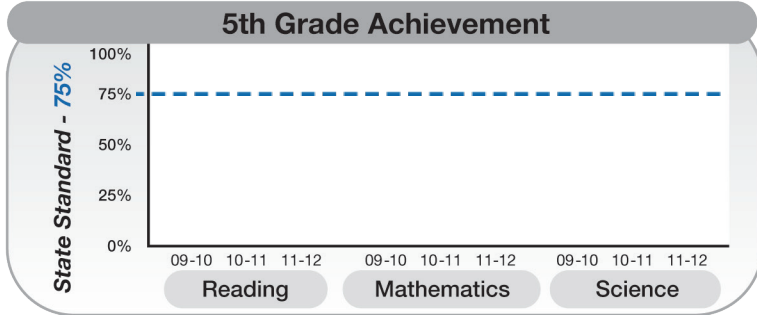 5th Grade Achievement
State Standard - 75%
100%
75%
50%
25%
0%
09-10 10-11 11-12 09-10 10-11 11-12 09-10 10-11 11-12
Reading Mathematics Science